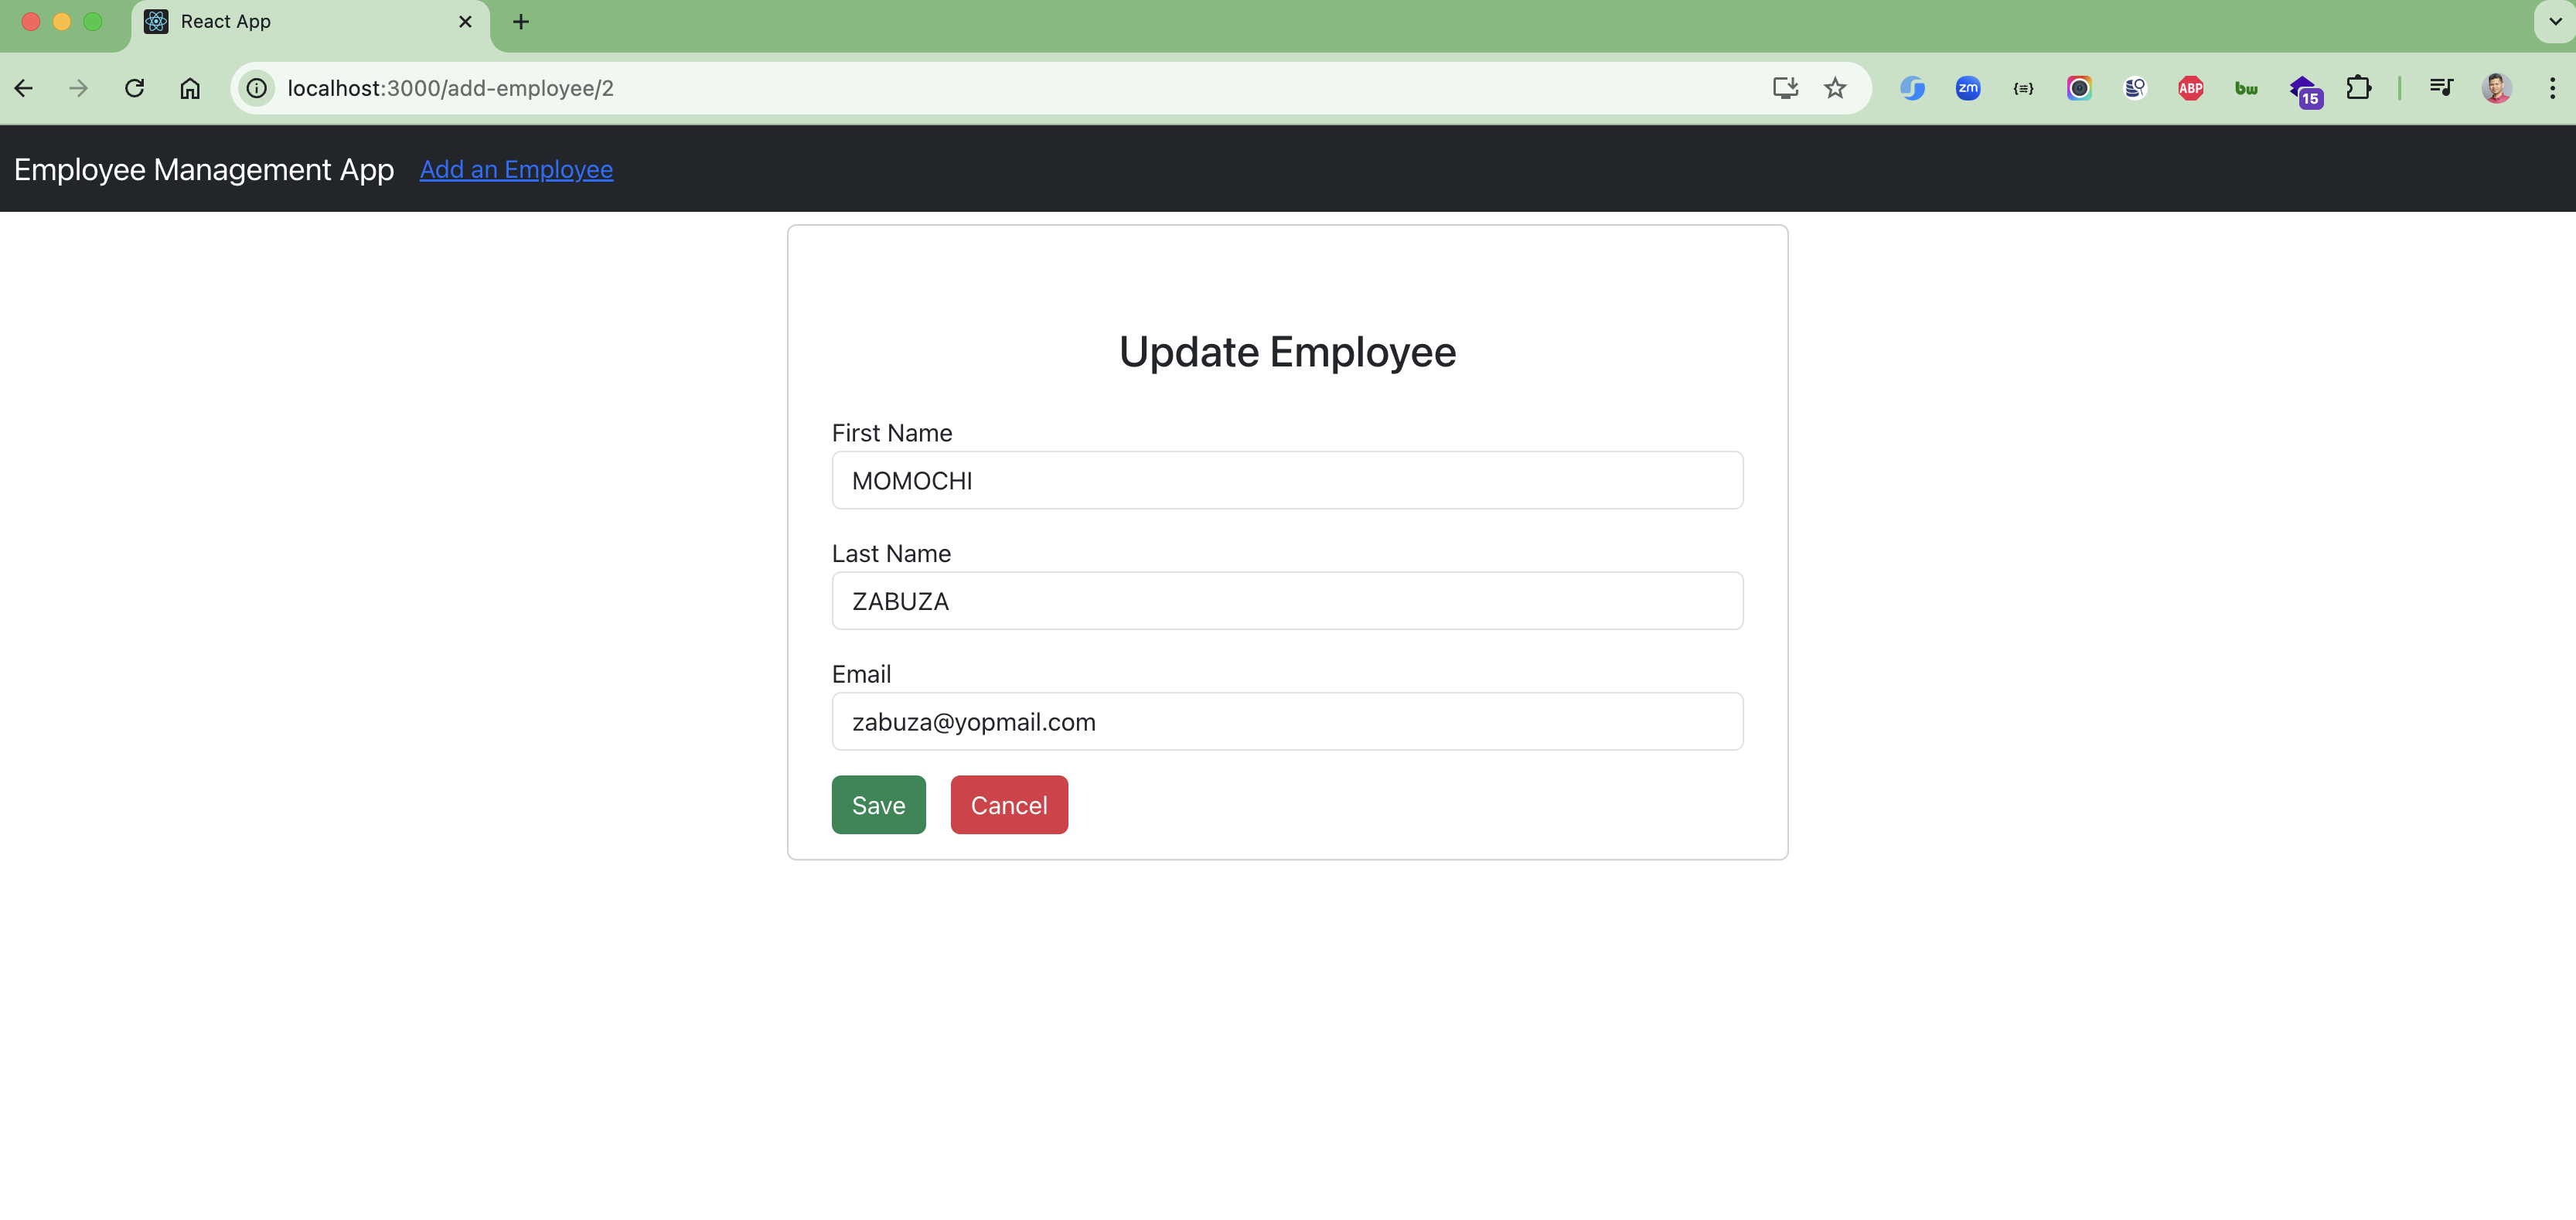 React App
localhost:3000/add-employee/2
zm
{≡}
ABP
bw
15
Employee Management App Add an Employee
Update Employee
First Name
MOMOCHI
Last Name
ZABUZA
Email
zabuza@yopmail.com
Save Cancel